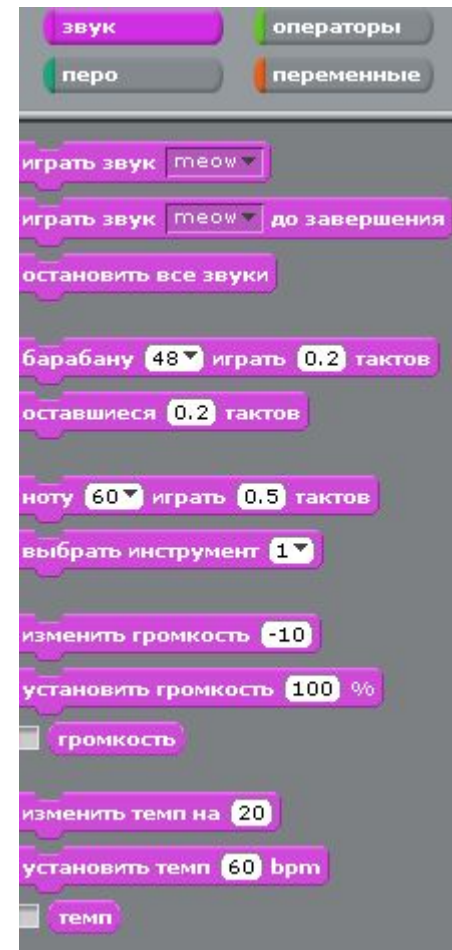 звук операторы
перо переменные
играть звук meow
играть звук meow до завершения
остановить все звуки
барабану 48 играть 0.2 тактов
оставшиеся 0.2 тактов
ноту 60 играть 0.5 тактов
выбрать инструмент 1
изменить громкость -10
установить громкость 100 %
громкость
изменить темп на 20
установить темп 60 bpm
темп